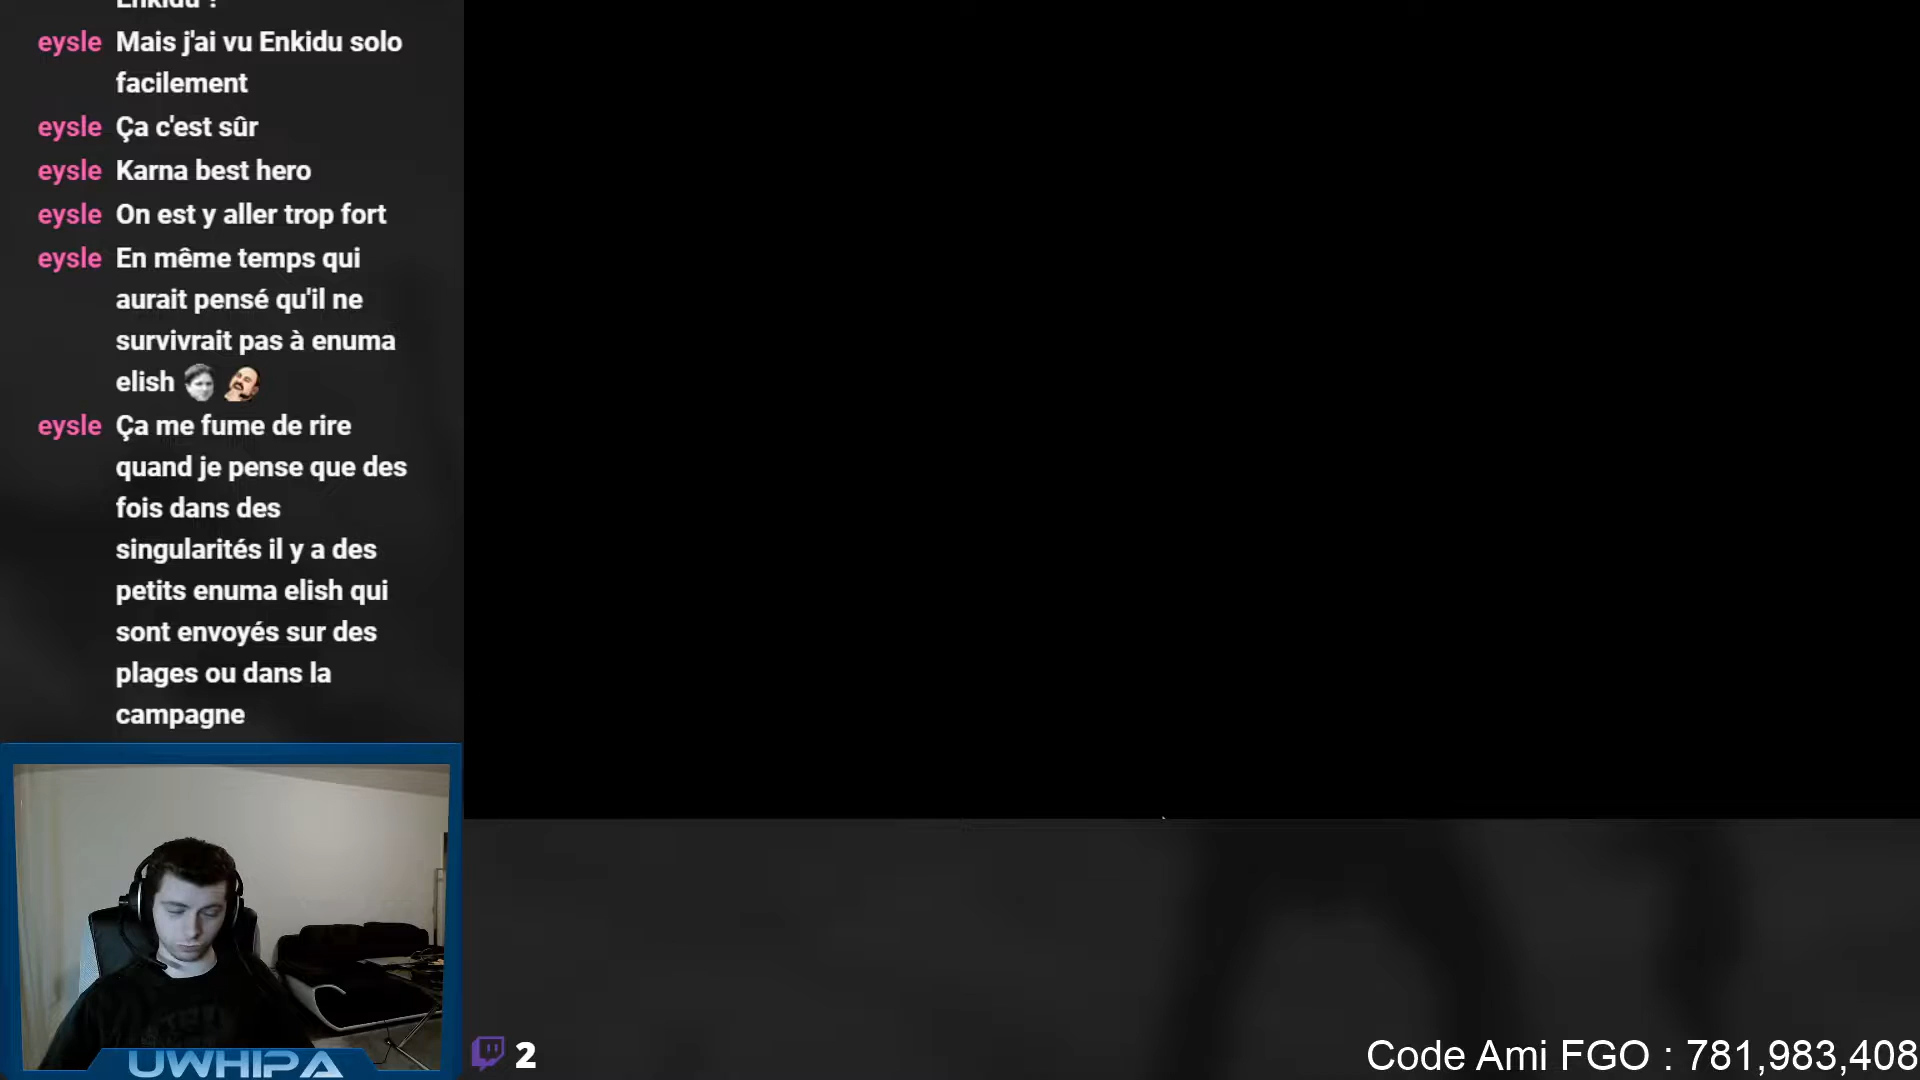 Enkidu ?
eysle Mais j'ai vu Enkidu solo
facilement
eysle Ça c'est sûr
eysle Karna best hero
eysle On est y aller trop fort
eysle En même temps qui
aurait pensé qu'il ne
survivrait pas à enuma
elish
eysle Ça me fume de rire
quand je pense que des
fois dans des
singularités il y a des
petits enuma elish qui
sont envoyés sur des
plages ou dans la
campagne
UWHIPA
2
Code Ami FGO : 781,983,408